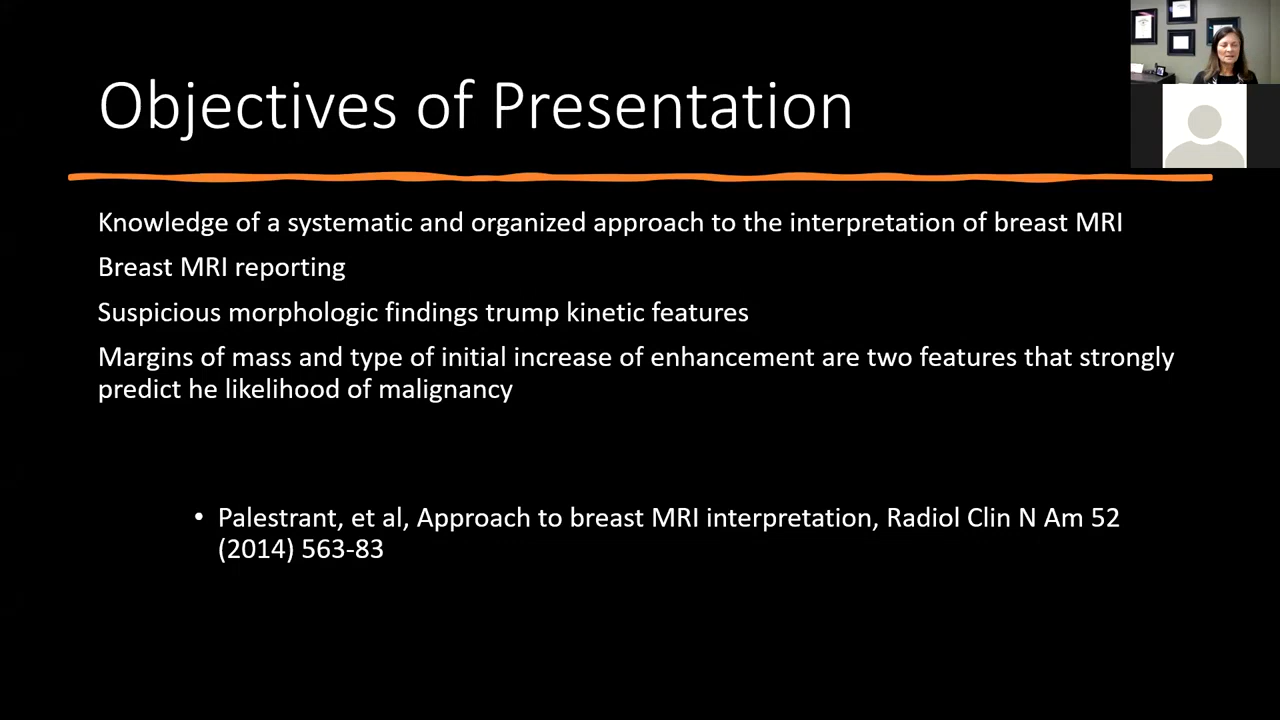 Objectives of Presentation
Knowledge of a systematic and organized approach to the interpretation of breast MRI
Breast MRI reporting
Suspicious morphologic findings trump kinetic features
Margins of mass and type of initial increase of enhancement are two features that strongly
predict he likelihood of malignancy
• Palestrant, et al, Approach to breast MRI interpretation, Radiol Clin N Am 52
(2014) 563-83